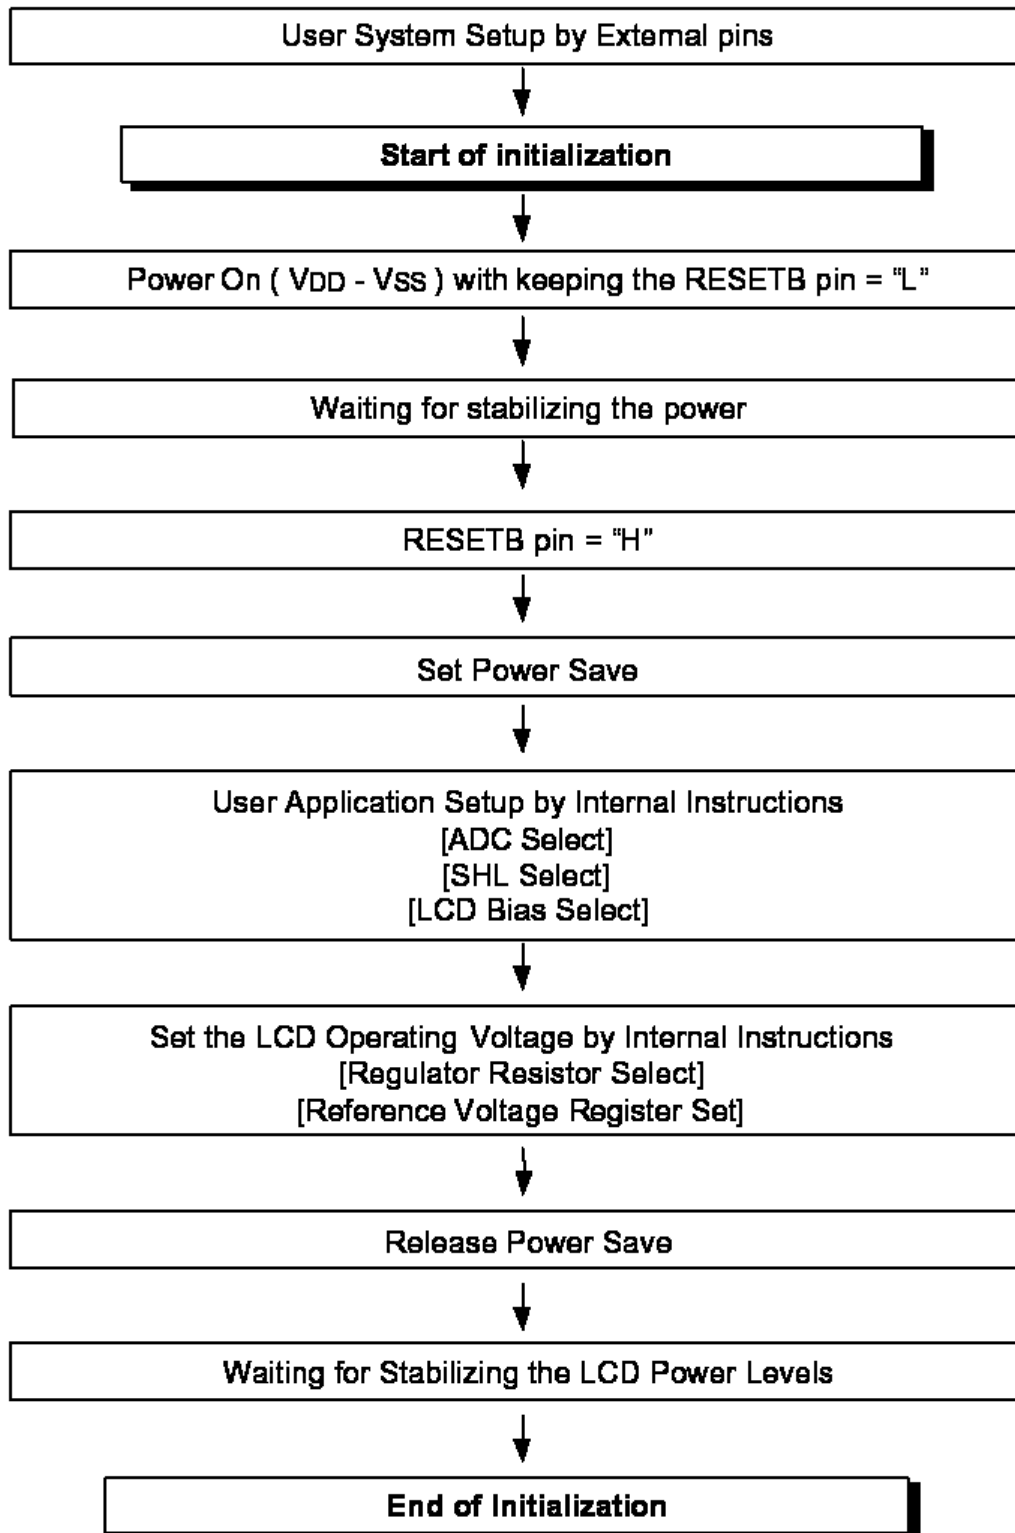 User System Setup by External pins
Start of initialization
Power On ( VDD - VSS ) with keeping the RESETB pin = “L”
Waiting for stabilizing the power
RESETB pin = “H”
Set Power Save
User Application Setup by Internal Instructions
[ADC Select]
[SHL Select]
[LCD Bias Select]
Set the LCD Operating Voltage by Internal Instructions
[Regulator Resistor Select]
[Reference Voltage Register Set]
Release Power Save
Waiting for Stabilizing the LCD Power Levels
End of Initialization